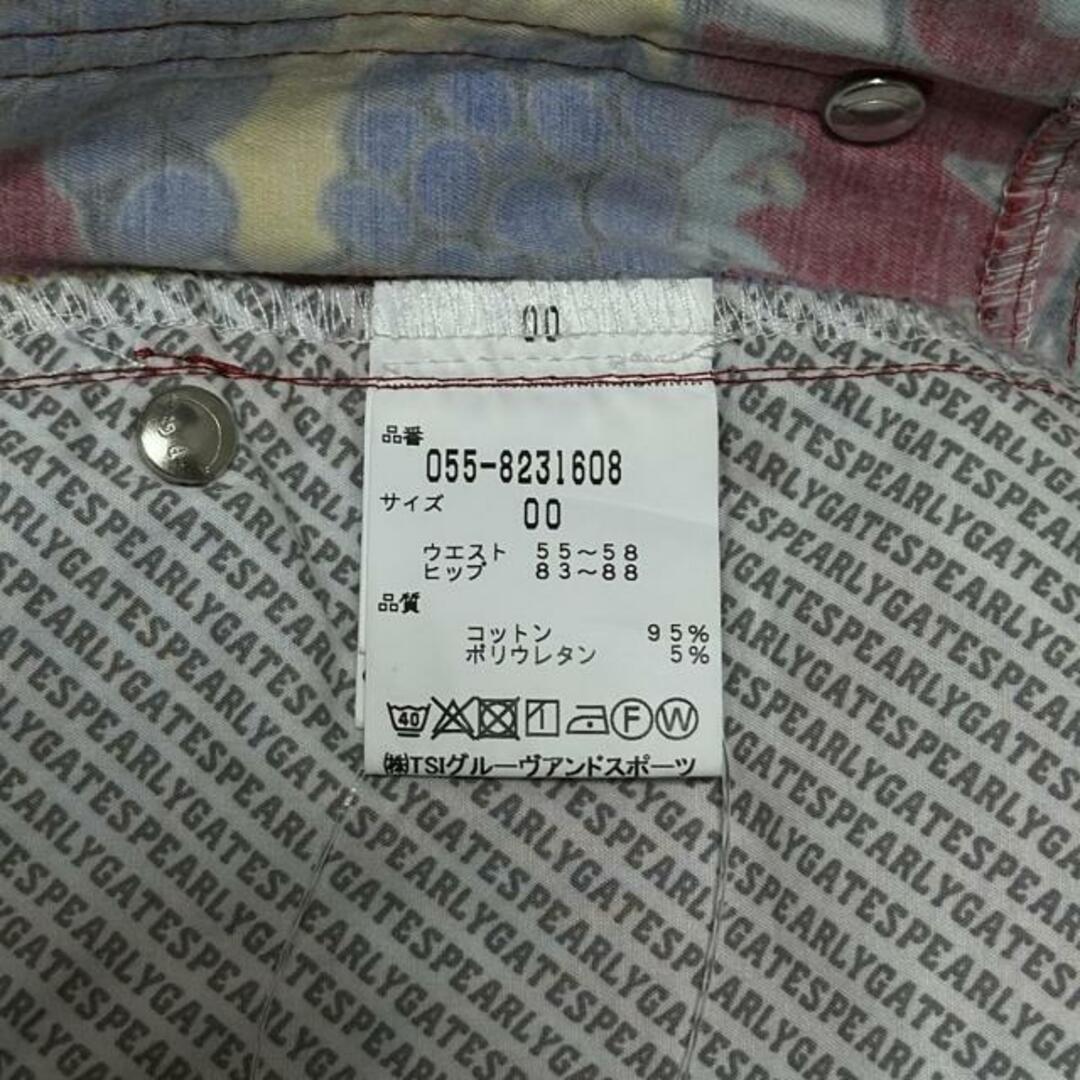 00
品番
055-8231608
サイズ
00
ウエスト 55〜58
ヒップ 83〜88
品質
コットン 95%
ポリウレタン 5%
40
F
W
㈱TSIグルーヴアンドスポーツ
PEARLYGATESPEARLYGATESPEARLYGATES